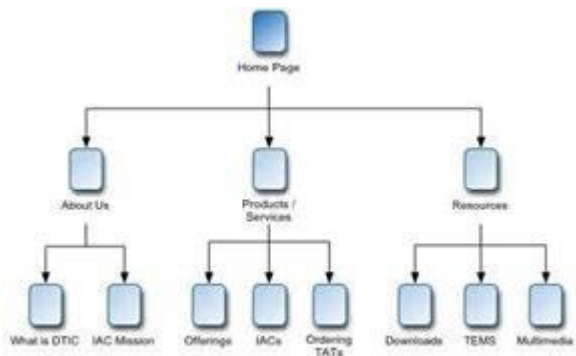 Home Page
About Us
Products /
Services
Resources
What is DTIC
IAC Mission
Offerings
IACs
Ordering
TATs
Downloads
TEMS
Multimedia